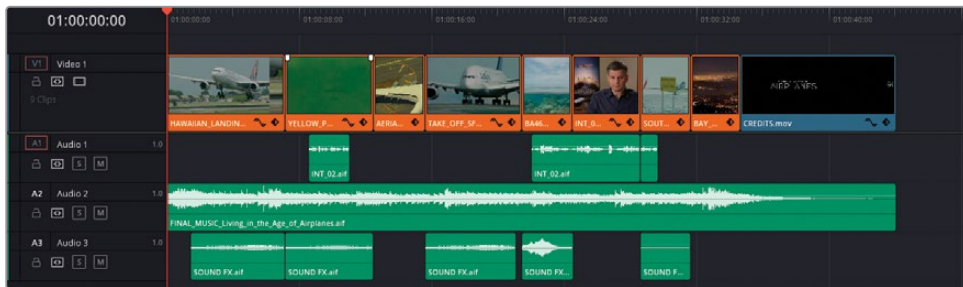 01:00:00:00
01:00:00:00 01:00:08:00 01:00:16:00 01:00:24:00 01:00:32:00 01:00:40:00
V1 Video 1
9 Clips
AIRPLANES
HAWAIIAN_LANDIN... YELLOW_P... AERIA... TAKE_OFF_SF... BA46... INT_0... SOUT... BAY_... CREDITS.mov
A1 Audio 1 1.0
S M
INT_02.aif INT_02.aif
A2 Audio 2 1.0
S M
FINAL_MUSIC_Living_in_the_Age_of_Airplanes.aif
A3 Audio 3 1.0
S M
SOUND FX.aif SOUND FX.aif SOUND FX.aif SOUND FX... SOUND F...